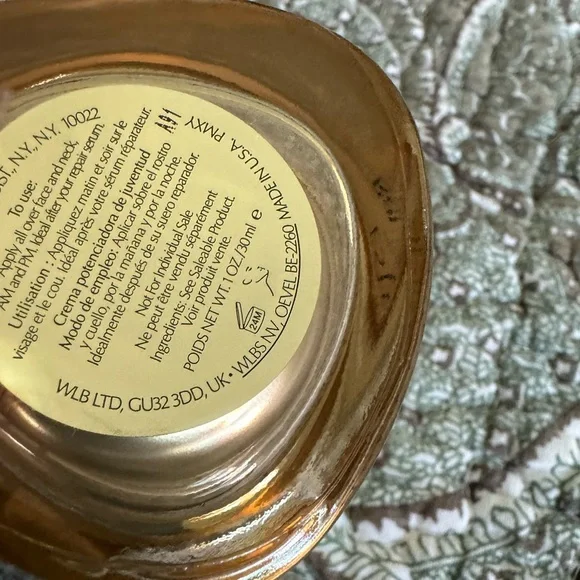 ST., N.Y., N.Y. 10022
To use:
Apply all over face and neck,
AM and PM. Ideal after your repair serum.
Utilisation : Appliquez matin et soir sur le
visage et le cou. Idéal après votre sérum réparateur.
Crema potenciadora de juventud
Modo de empleo: Aplicar sobre el rostro
y cuello, por la mañana y por la noche.
Idealmente después de su suero reparador.
Not For Individual Sale
Ne peut être vendu séparément
Ingredients: See Saleable Product.
Voir produit vente.
POIDS NET WT. 1 OZ./30ml e
A91
24M
WLB LTD, GU32 3DD, UK • WLBS NV, OEVEL BE-2260 MADE IN U.S.A. PMXY